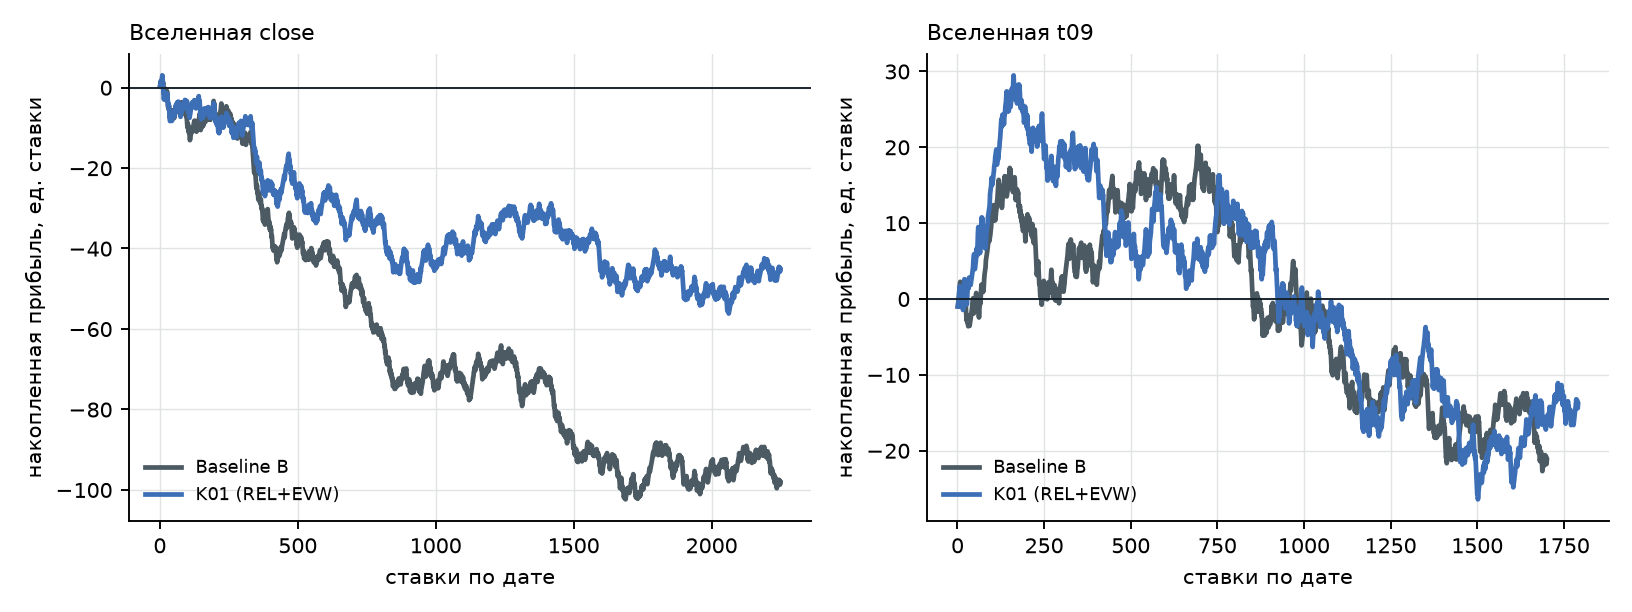 Вселенная close
накопленная прибыль, ед. ставки
0
−20
−40
−60
−80
−100
Baseline B
K01 (REL+EVW)
0
500
1000
1500
2000
ставки по дате
Вселенная t09
накопленная прибыль, ед. ставки
30
20
10
0
−10
−20
Baseline B
K01 (REL+EVW)
0
250
500
750
1000
1250
1500
1750
ставки по дате